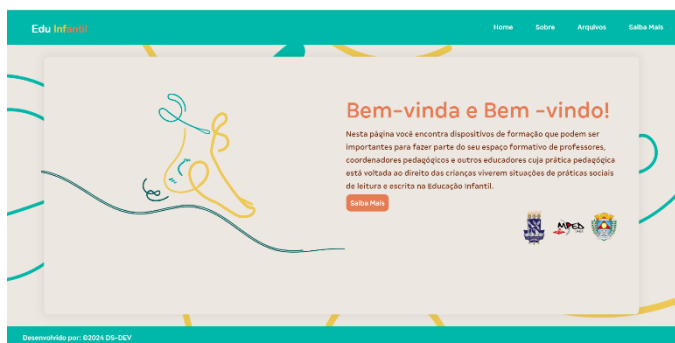 Edu Infantil
Home Sobre Arquivos Saiba Mais
Bem-vinda e Bem -vindo!
Nesta página você encontra dispositivos de formação que podem ser
importantes para fazer parte do seu espaço formativo de professores,
coordenadores pedagógicos e outros educadores cuja prática pedagógica
está voltada ao direito das crianças viverem situações de práticas sociais
de leitura e escrita na Educação Infantil.
Saiba Mais
MPED
Desenvolvido por: ©2024 DS-DEV